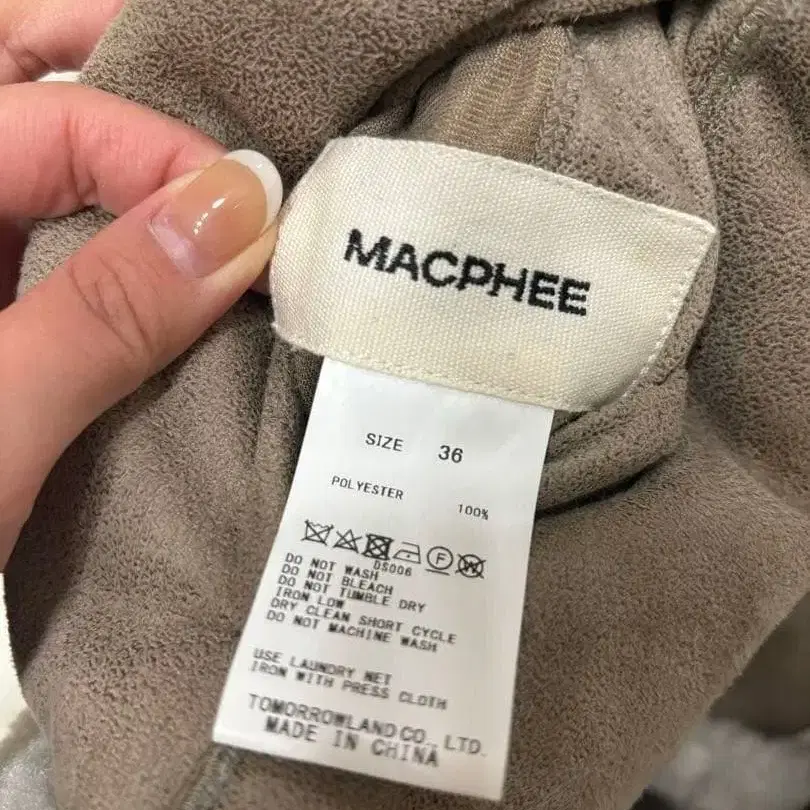 MACPHEE
SIZE 36
POLYESTER 100%
F W
DS006
DO NOT WASH
DO NOT BLEACH
DO NOT TUMBLE DRY
IRON LOW
DRY CLEAN SHORT CYCLE
DO NOT MACHINE WASH
USE LAUNDRY NET
IRON WITH PRESS CLOTH
TOMORROWLAND CO., LTD.
MADE IN CHINA